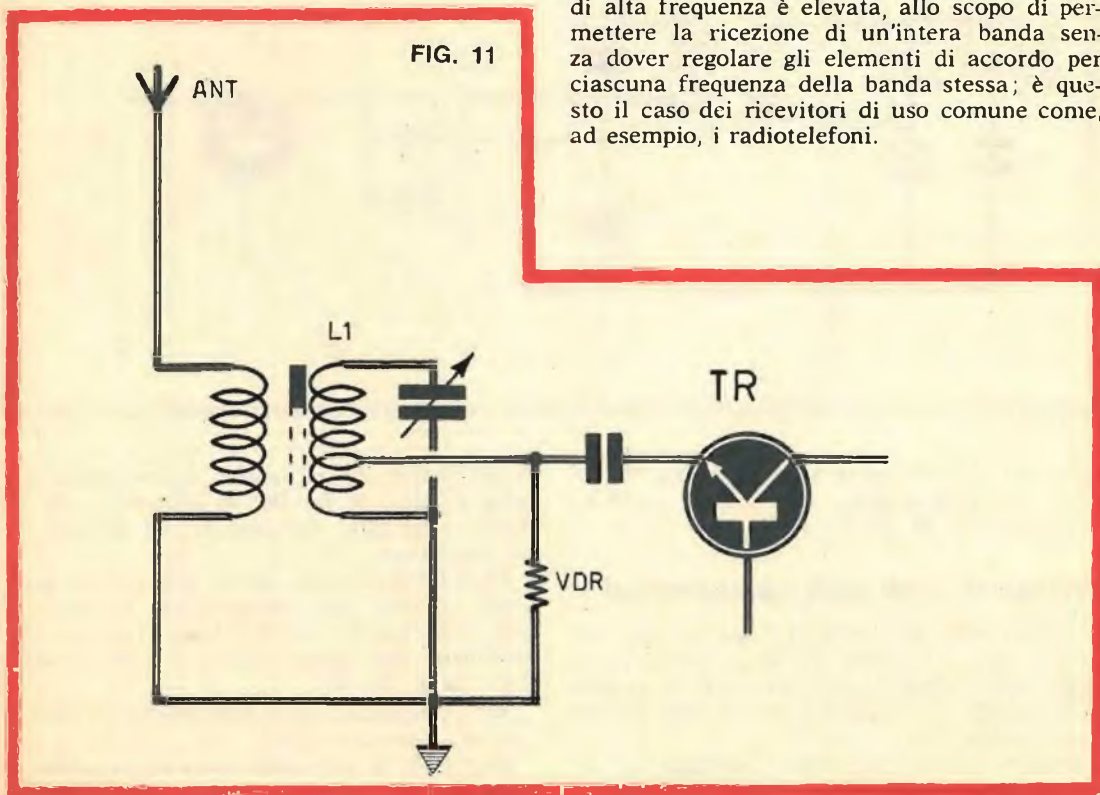 di alta frequenza è elevata, allo scopo di per-
mettere la ricezione di un'intera banda sen-
za dover regolare gli elementi di accordo per
ciascuna frequenza della banda stessa; è que-
sto il caso dei ricevitori di uso comune come,
ad esempio, i radiotelefoni.
FIG. 11
ANT
L1
TR
VDR